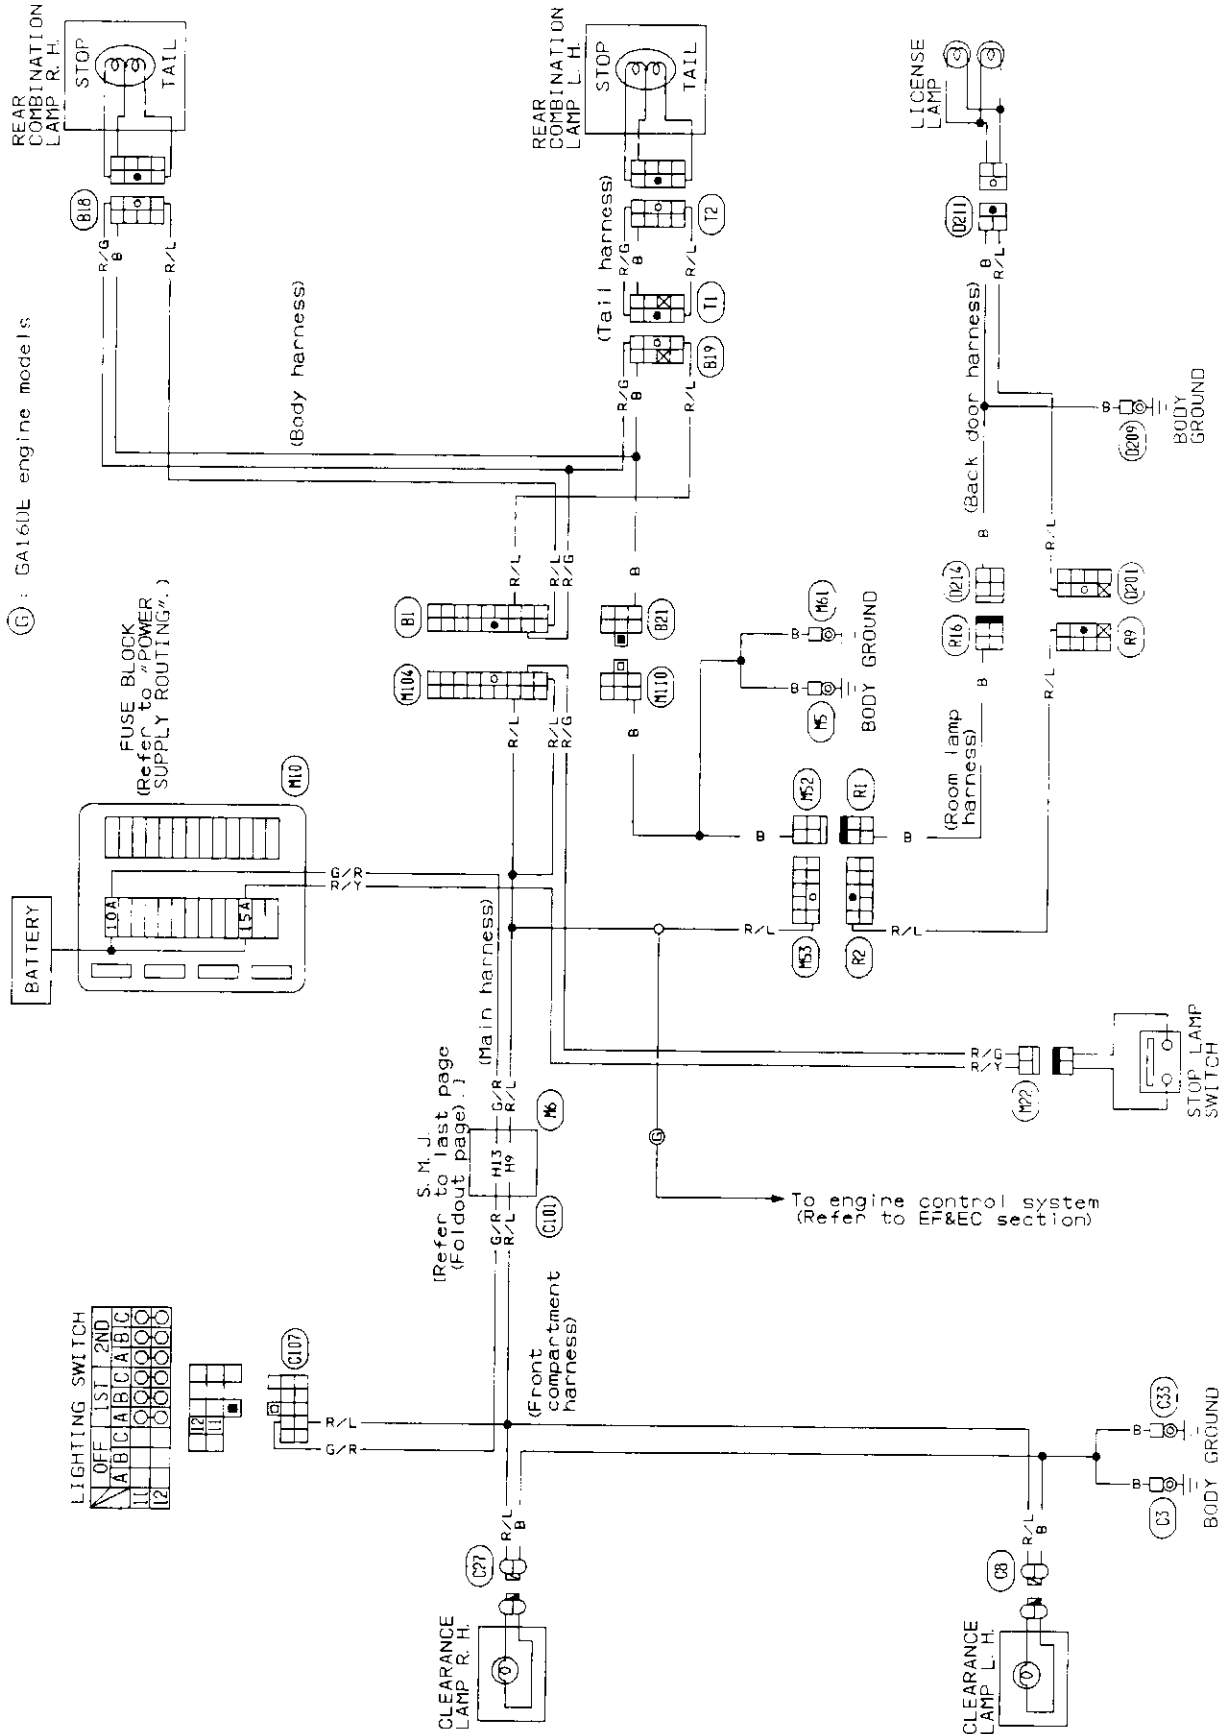 Ⓖ : GA16DE engine models
REAR
COMBINATION
LAMP R. H.
STOP
TAIL
B18
R/G
B
R/L
(Body harness)
REAR
COMBINATION
LAMP L. H.
STOP
TAIL
(Tail harness)
T2
R/G
B
R/L
T1
B19
R/G
B
R/L
LICENSE
LAMP
D211
B
R/L
(Back door harness)
B
D209
BODY
GROUND
B
R/L
D214
R16
D201
R9
B
R/L
FUSE BLOCK
(Refer to "POWER
SUPPLY ROUTING".)
BATTERY
10A
15A
M10
G/R
R/Y
B1
R/L
R/L
R/G
M104
R/L
R/L
R/G
B
B21
M110
B
B
M61
B
M5
BODY GROUND
M52
R1
B
B
(Room lamp
harness)
M53
R2
R/L
R/L
(Main harness)
S. M. J.
[Refer to last page
(Foldout page).]
G/R
R/L
M6
H13
H9
C101
G/R
R/L
R/G
R/Y
M22
STOP LAMP
SWITCH
G
To engine control system
(Refer to EF&EC section)
LIGHTING SWITCH
OFF 1ST 2ND
A B C A B C A B C
11
12
12
11
C107
R/L
G/R
(Front
compartment
harness)
CLEARANCE
LAMP R. H.
C27
R/L
B
CLEARANCE
LAMP L. H.
C8
R/L
B
B
C33
B
C3
BODY GROUND